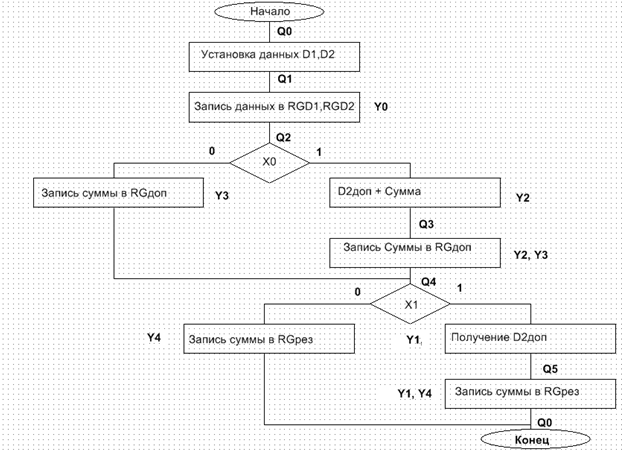 Начало
Q0
Установка данных D1,D2
Q1
Запись данных в RGD1,RGD2 Y0
Q2
0 X0 1
Запись суммы в RGдоп Y3 D2доп + Сумма Y2
Q3
Запись Суммы в RGдоп Y2, Y3
Q4
0 X1 1
Y4 Запись суммы в RGрез Y1, Получение D2доп
Q5
Y1, Y4 Запись суммы в RGрез
Q0
Конец